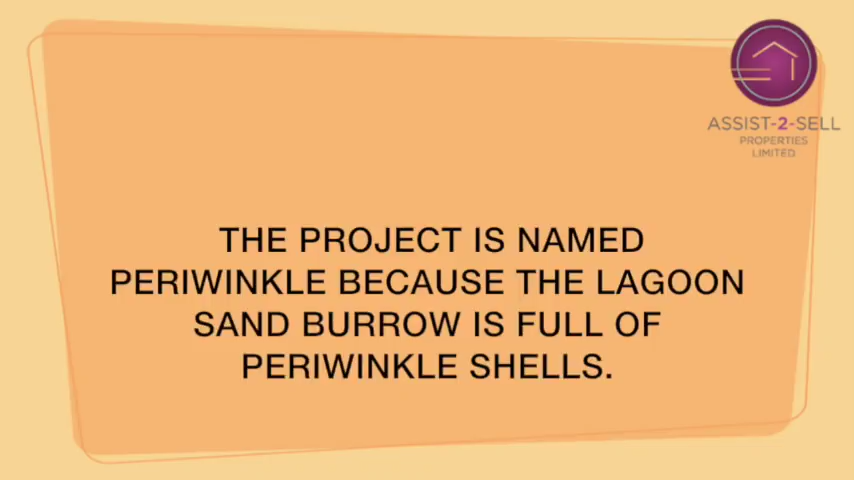 ASSIST-2-SELL
PROPERTIES
LIMITED
THE PROJECT IS NAMED
PERIWINKLE BECAUSE THE LAGOON
SAND BURROW IS FULL OF
PERIWINKLE SHELLS.